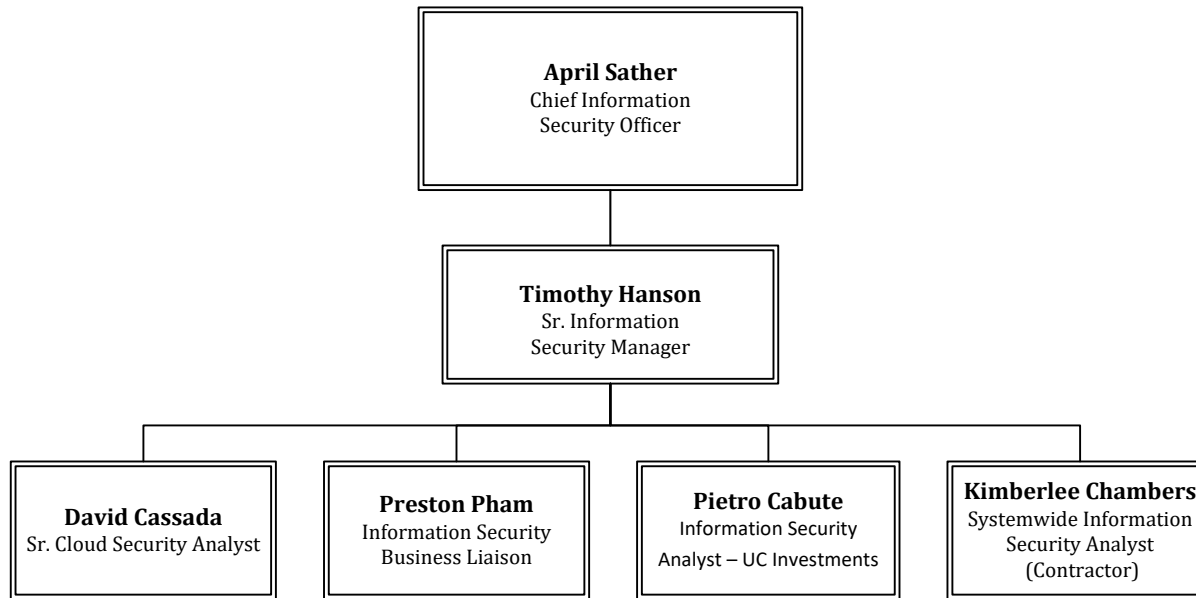 April Sather
Chief Information
Security Officer
Timothy Hanson
Sr. Information
Security Manager
David Cassada
Sr. Cloud Security Analyst
Preston Pham
Information Security
Business Liaison
Pietro Cabute
Information Security
Analyst – UC Investments
Kimberlee Chambers
Systemwide Information
Security Analyst
(Contractor)